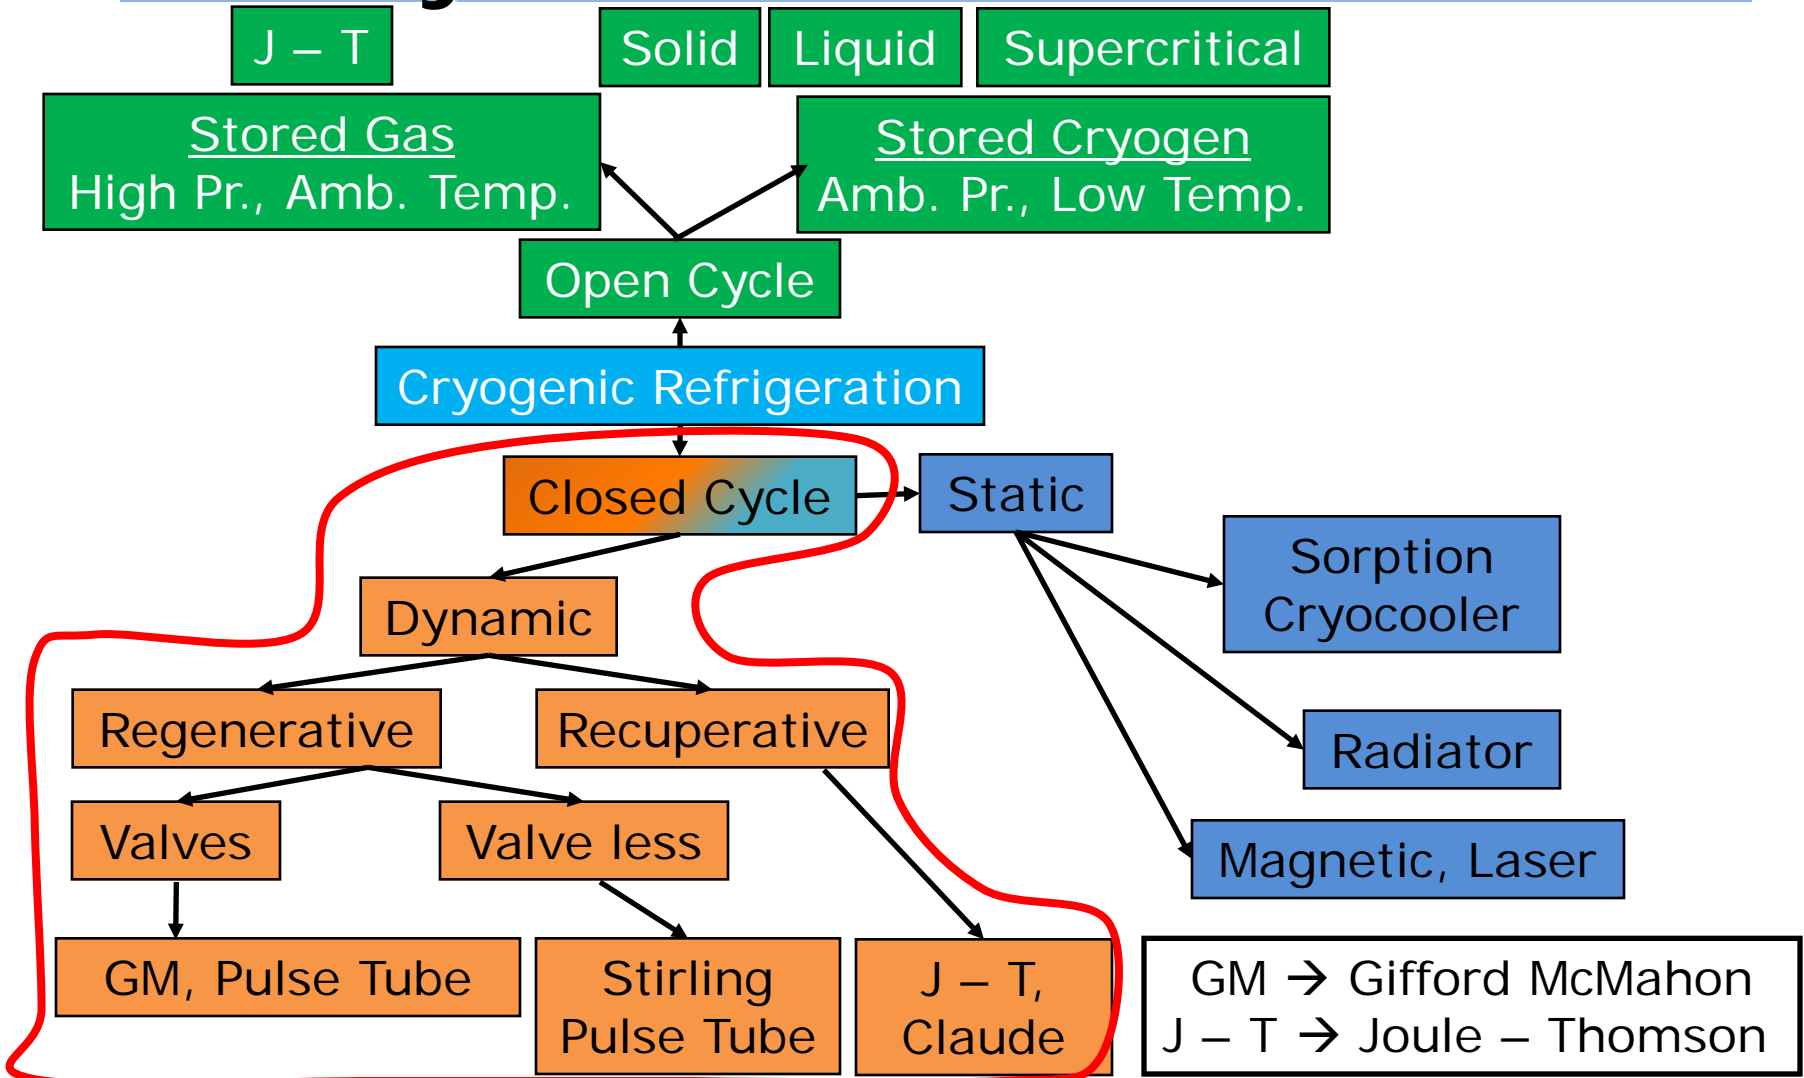 J – T
Solid
Liquid
Supercritical
Stored Gas
High Pr., Amb. Temp.
Stored Cryogen
Amb. Pr., Low Temp.
Open Cycle
Cryogenic Refrigeration
Closed Cycle
Static
Sorption
Cryocooler
Dynamic
Regenerative
Recuperative
Radiator
Valves
Valve less
Magnetic, Laser
GM, Pulse Tube
Stirling
Pulse Tube
J – T,
Claude
GM → Gifford McMahon
J – T → Joule – Thomson